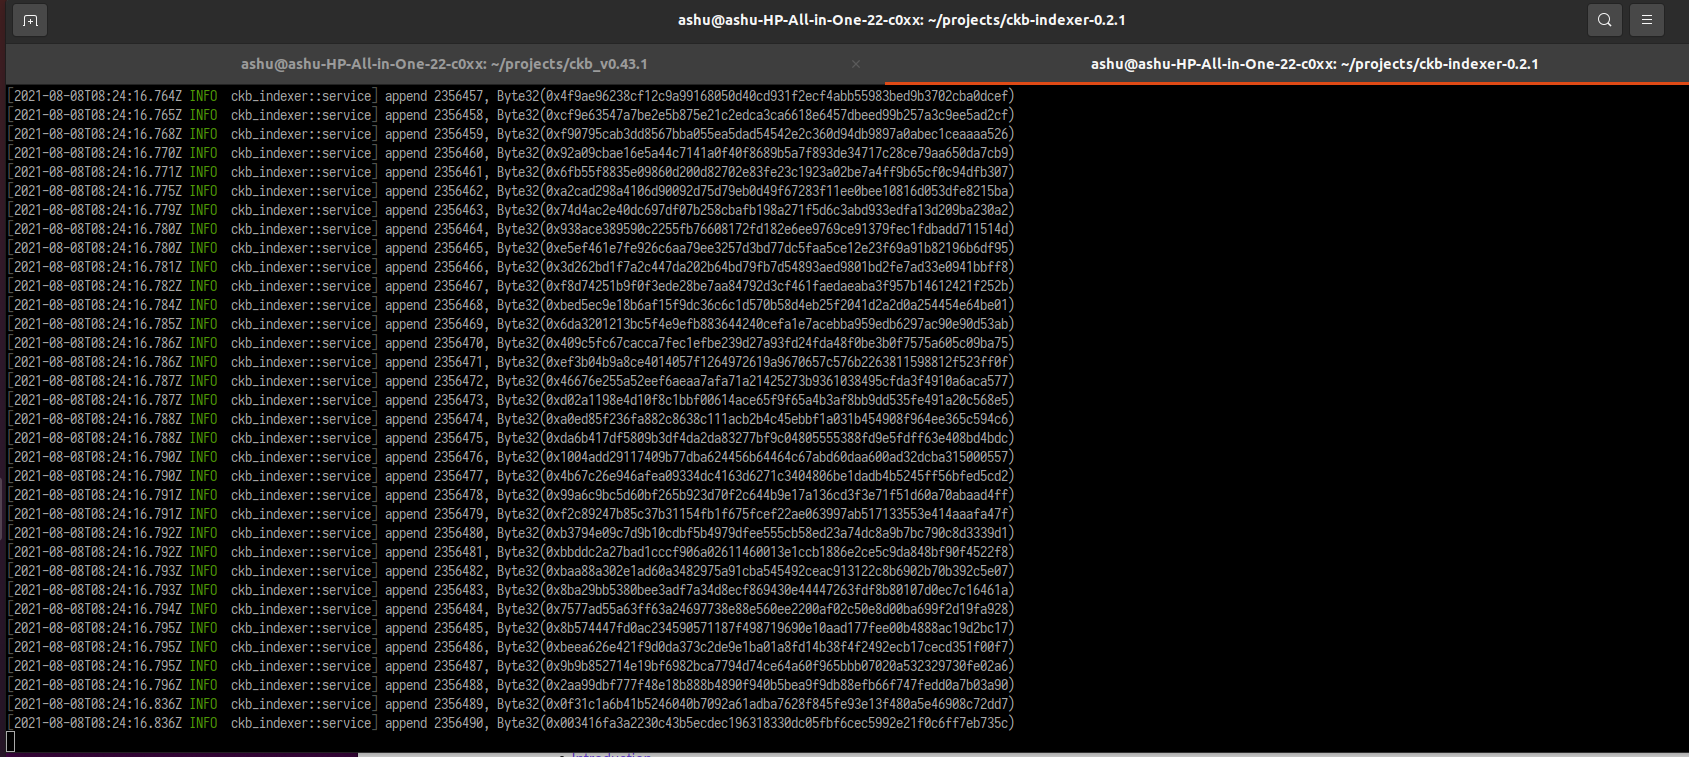 ashu@ashu-HP-All-in-One-22-c0xx: ~/projects/ckb-indexer-0.2.1
ashu@ashu-HP-All-in-One-22-c0xx: ~/projects/ckb_v0.43.1
ashu@ashu-HP-All-in-One-22-c0xx: ~/projects/ckb-indexer-0.2.1
[2021-08-08T08:24:16.764Z INFO  ckb_indexer::service] append 2356457, Byte32(0x4f9ae96238cf12c9a99168050d40cd931f2ecf4abb55983bed9b3702cba0dcef)
[2021-08-08T08:24:16.765Z INFO  ckb_indexer::service] append 2356458, Byte32(0xcf9e63547a7be2e5b875e21c2edca3ca6618e6457dbeed99b257a3c9ee5ad2cf)
[2021-08-08T08:24:16.768Z INFO  ckb_indexer::service] append 2356459, Byte32(0xf90795cab3dd8567bba055ea5dad54542e2c360d94db9897a0abec1ceaaaa526)
[2021-08-08T08:24:16.770Z INFO  ckb_indexer::service] append 2356460, Byte32(0x92a09cbae16e5a44c7141a0f40f8689b5a7f893de34717c28ce79aa650da7cb9)
[2021-08-08T08:24:16.771Z INFO  ckb_indexer::service] append 2356461, Byte32(0x6fb55f8835e09860d200d82702e83fe23c1923a02be7a4ff9b65cf0c94dfb307)
[2021-08-08T08:24:16.775Z INFO  ckb_indexer::service] append 2356462, Byte32(0xa2cad298a4106d90092d75d79eb0d49f67283f11ee0bee10816d053dfe8215ba)
[2021-08-08T08:24:16.779Z INFO  ckb_indexer::service] append 2356463, Byte32(0x74d4ac2e40dc697df07b258cbafb198a271f5d6c3abd933edfa13d209ba230a2)
[2021-08-08T08:24:16.780Z INFO  ckb_indexer::service] append 2356464, Byte32(0x938ace389590c2255fb76608172fd182e6ee9769ce91379fec1fdbadd711514d)
[2021-08-08T08:24:16.780Z INFO  ckb_indexer::service] append 2356465, Byte32(0xe5ef461e7fe926c6aa79ee3257d3bd77dc5faa5ce12e23f69a91b82196b6df95)
[2021-08-08T08:24:16.781Z INFO  ckb_indexer::service] append 2356466, Byte32(0x3d262bd1f7a2c447da202b64bd79fb7d54893aed9801bd2fe7ad33e0941bbff8)
[2021-08-08T08:24:16.782Z INFO  ckb_indexer::service] append 2356467, Byte32(0xf8d74251b9f0f3ede28be7aa84792d3cf461faedaeaba3f957b14612421f252b)
[2021-08-08T08:24:16.784Z INFO  ckb_indexer::service] append 2356468, Byte32(0xbed5ec9e18b6af15f9dc36c6c1d570b58d4eb25f2041d2a2d0a254454e64be01)
[2021-08-08T08:24:16.785Z INFO  ckb_indexer::service] append 2356469, Byte32(0x6da3201213bc5f4e9efb883644240cefa1e7acebba959edb6297ac90e90d53ab)
[2021-08-08T08:24:16.786Z INFO  ckb_indexer::service] append 2356470, Byte32(0x409c5fc67cacca7fec1efbe239d27a93fd24fda48f0be3b0f7575a605c09ba75)
[2021-08-08T08:24:16.786Z INFO  ckb_indexer::service] append 2356471, Byte32(0xef3b04b9a8ce4014057f1264972619a9670657c576b2263811598812f523ff0f)
[2021-08-08T08:24:16.787Z INFO  ckb_indexer::service] append 2356472, Byte32(0x46676e255a52eef6aeaa7afa71a21425273b9361038495cfda3f4910a6aca577)
[2021-08-08T08:24:16.787Z INFO  ckb_indexer::service] append 2356473, Byte32(0xd02a1198e4d10f8c1bbf00614ace65f9f65a4b3af8bb9dd535fe491a20c568e5)
[2021-08-08T08:24:16.788Z INFO  ckb_indexer::service] append 2356474, Byte32(0xa0ed85f236fa882c8638c111acb2b4c45ebbf1a031b454908f964ee365c594c6)
[2021-08-08T08:24:16.788Z INFO  ckb_indexer::service] append 2356475, Byte32(0xda6b417df5809b3df4da2da83277bf9c04805555388fd9e5fdff63e408bd4bdc)
[2021-08-08T08:24:16.790Z INFO  ckb_indexer::service] append 2356476, Byte32(0x1004add29117409b77dba624456b64464c67abd60daa600ad32dcba315000557)
[2021-08-08T08:24:16.790Z INFO  ckb_indexer::service] append 2356477, Byte32(0x4b67c26e946afea09334dc4163d6271c3404806be1dadb4b5245ff56bfed5cd2)
[2021-08-08T08:24:16.791Z INFO  ckb_indexer::service] append 2356478, Byte32(0x99a6c9bc5d60bf265b923d70f2c644b9e17a136cd3f3e71f51d60a70abaad4ff)
[2021-08-08T08:24:16.791Z INFO  ckb_indexer::service] append 2356479, Byte32(0xf2c89247b85c37b31154fb1f675fcef22ae063997ab517133553e414aaafa47f)
[2021-08-08T08:24:16.792Z INFO  ckb_indexer::service] append 2356480, Byte32(0xb3794e09c7d9b10cdbf5b4979dfee555cb58ed23a74dc8a9b7bc790c8d3339d1)
[2021-08-08T08:24:16.792Z INFO  ckb_indexer::service] append 2356481, Byte32(0xbbddc2a27bad1cccf906a02611460013e1ccb1886e2ce5c9da848bf90f4522f8)
[2021-08-08T08:24:16.793Z INFO  ckb_indexer::service] append 2356482, Byte32(0xbaa88a302e1ad60a3482975a91cba545492ceac913122c8b6902b70b392c5e07)
[2021-08-08T08:24:16.793Z INFO  ckb_indexer::service] append 2356483, Byte32(0x8ba29bb5380bee3adf7a34d8ecf869430e44447263fdf8b80107d0ec7c16461a)
[2021-08-08T08:24:16.794Z INFO  ckb_indexer::service] append 2356484, Byte32(0x7577ad55a63ff63a24697738e88e560ee2200af02c50e8d00ba699f2d19fa928)
[2021-08-08T08:24:16.795Z INFO  ckb_indexer::service] append 2356485, Byte32(0x8b574447fd0ac234590571187f498719690e10aad177fee00b4888ac19d2bc17)
[2021-08-08T08:24:16.795Z INFO  ckb_indexer::service] append 2356486, Byte32(0xbeea626e421f9d0da373c2de9e1ba01a8fd14b38f4f2492ecb17cecd351f00f7)
[2021-08-08T08:24:16.795Z INFO  ckb_indexer::service] append 2356487, Byte32(0x9b9b852714e19bf6982bca7794d74ce64a60f965bbb07020a532329730fe02a6)
[2021-08-08T08:24:16.796Z INFO  ckb_indexer::service] append 2356488, Byte32(0x2aa99dbf777f48e18b888b4890f940b5bea9f9db88efb66f747fedd0a7b03a90)
[2021-08-08T08:24:16.836Z INFO  ckb_indexer::service] append 2356489, Byte32(0x0f31c1a6b41b5246040b7092a61adba7628f845fe93e13f480a5e46908c72dd7)
[2021-08-08T08:24:16.836Z INFO  ckb_indexer::service] append 2356490, Byte32(0x003416fa3a2230c43b5ecdec196318330dc05fbf6cec5992e21f0c6ff7eb735c)
Introduction